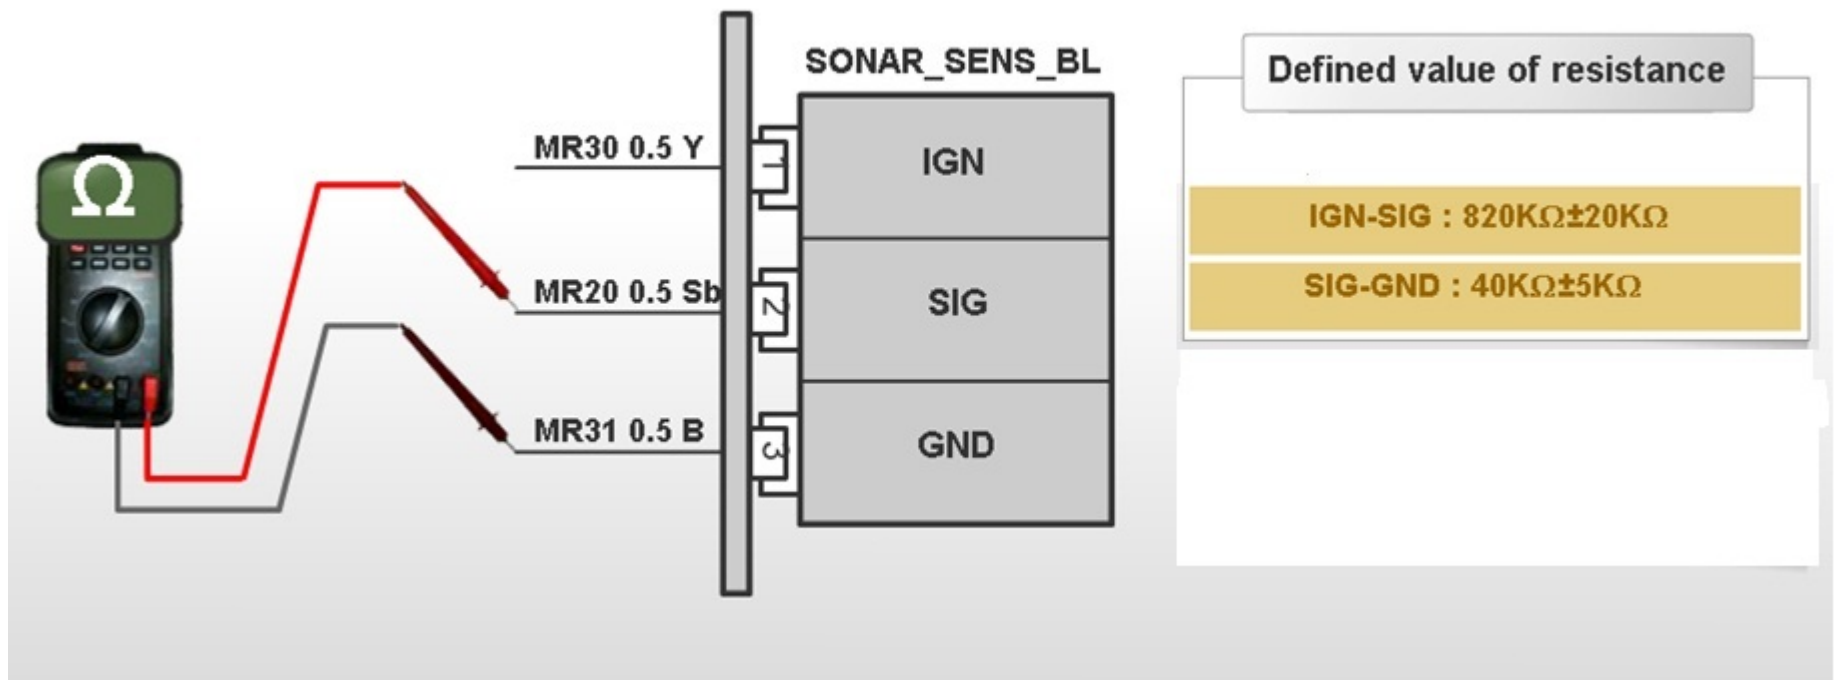 SONAR_SENS_BL
Defined value of resistance
Ω
MR30 0.5 Y
1
IGN
IGN-SIG : 820KΩ±20KΩ
SIG-GND : 40KΩ±5KΩ
MR20 0.5 Sb
2
SIG
MR31 0.5 B
3
GND